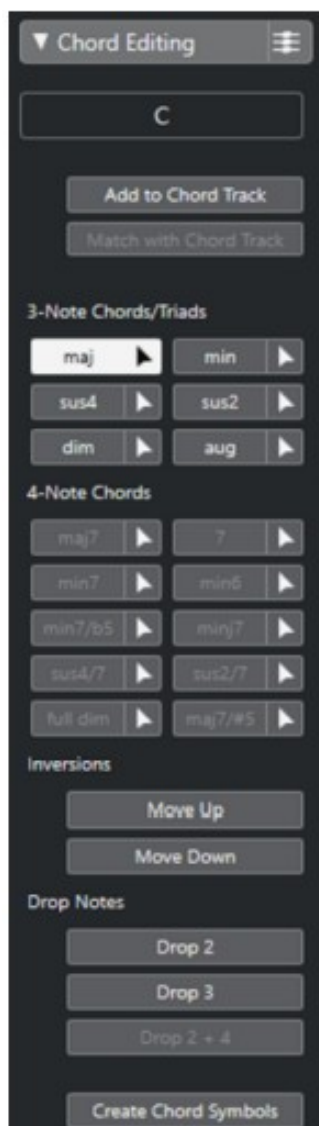 Chord Editing
C
Add to Chord Track
Match with Chord Track
3-Note Chords/Triads
maj min
sus4 sus2
dim aug
4-Note Chords
maj7 7
min7 min6
min7/b5 minj7
sus4/7 sus2/7
full dim maj7/#5
Inversions
Move Up
Move Down
Drop Notes
Drop 2
Drop 3
Drop 2 + 4
Create Chord Symbols